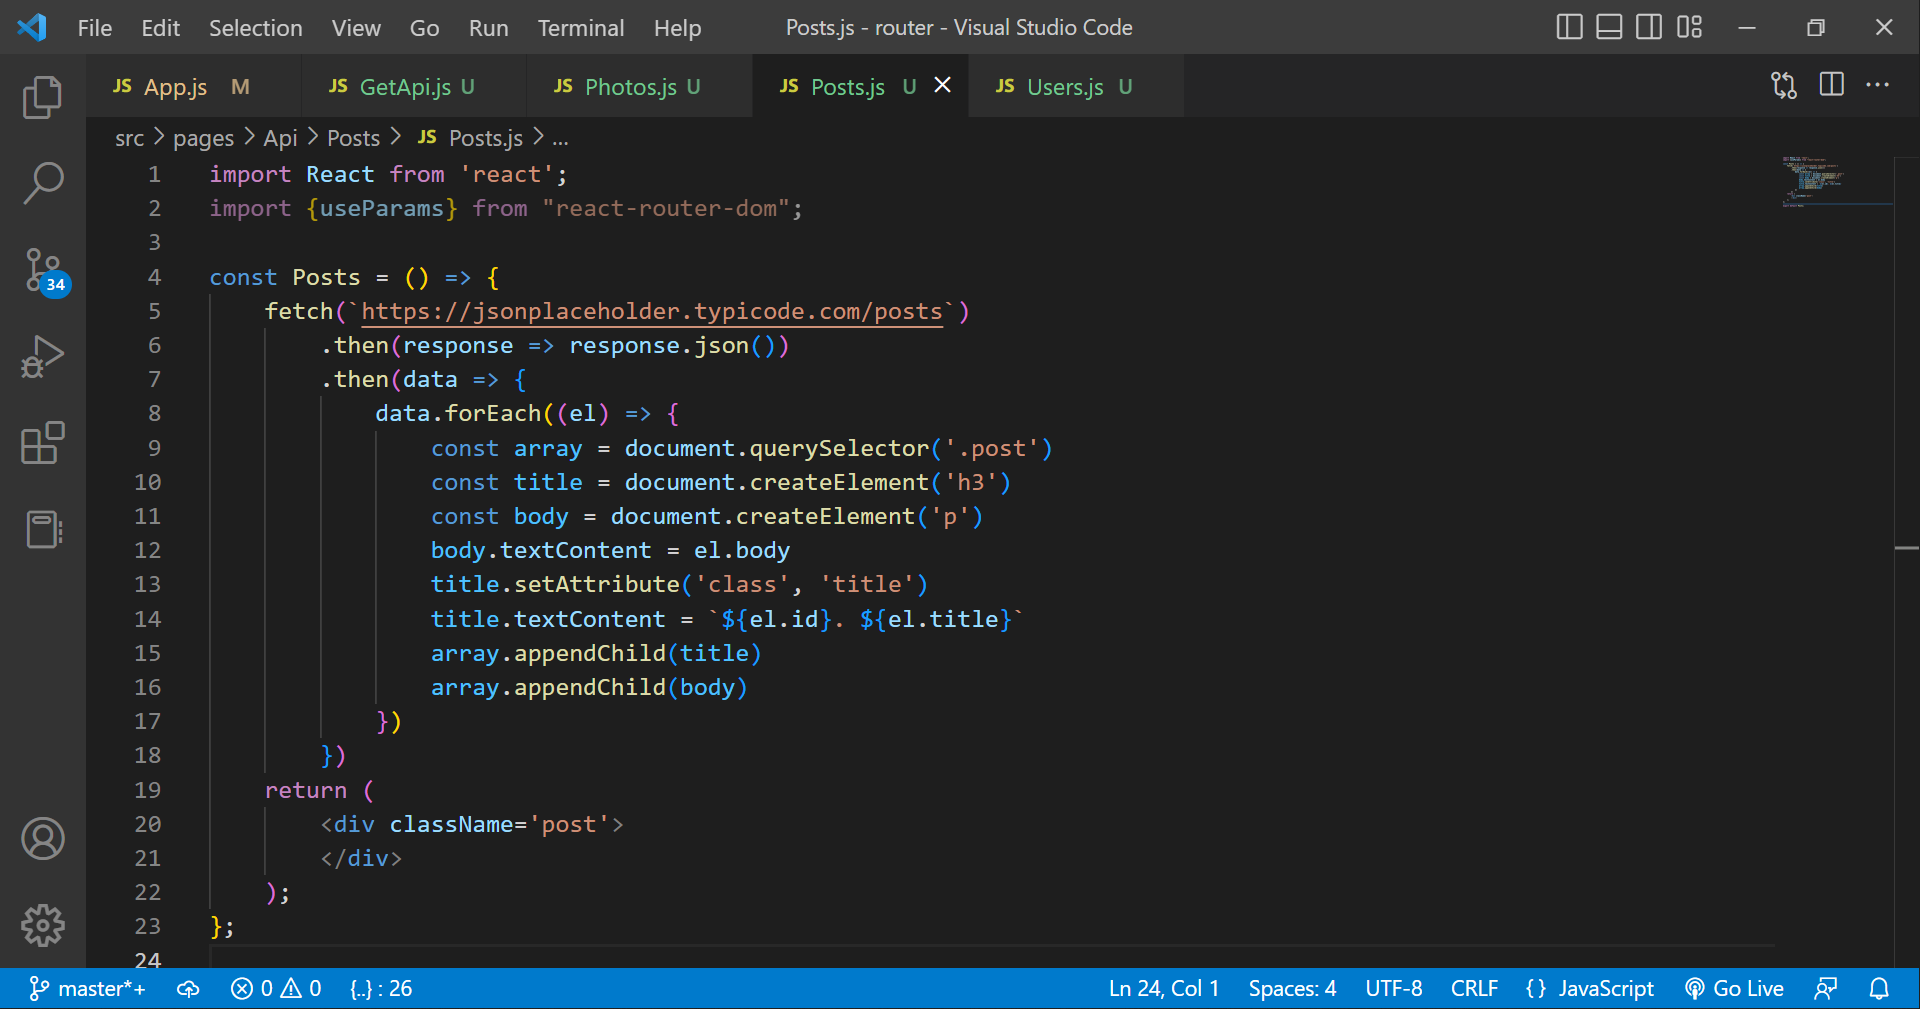 File Edit Selection View Go Run Terminal Help Posts.js - router - Visual Studio Code
JS App.js M JS GetApi.js U JS Photos.js U JS Posts.js U JS Users.js U
src > pages > Api > Posts > JS Posts.js > ...
1 import React from 'react';
2 import {useParams} from "react-router-dom";
3
4 const Posts = () => {
5     fetch(`https://jsonplaceholder.typicode.com/posts`)
6         .then(response => response.json())
7         .then(data => {
8             data.forEach((el) => {
9                 const array = document.querySelector('.post')
10                 const title = document.createElement('h3')
11                 const body = document.createElement('p')
12                 body.textContent = el.body
13                 title.setAttribute('class', 'title')
14                 title.textContent = `${el.id}. ${el.title}`
15                 array.appendChild(title)
16                 array.appendChild(body)
17             })
18         })
19     return (
20         <div className='post'>
21         </div>
22     );
23 };
24
34
master*+ 0 0 {..} : 26 Ln 24, Col 1 Spaces: 4 UTF-8 CRLF {} JavaScript Go Live